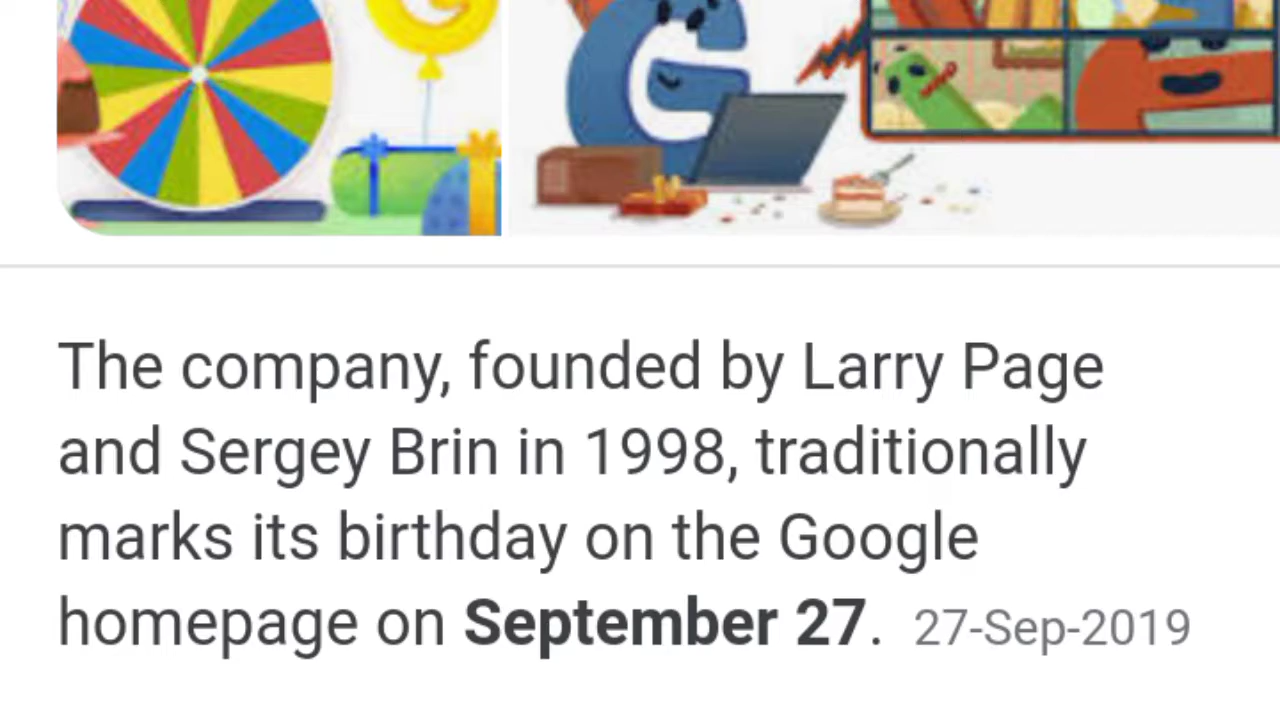 The company, founded by Larry Page
and Sergey Brin in 1998, traditionally
marks its birthday on the Google
homepage on September 27. 27-Sep-2019